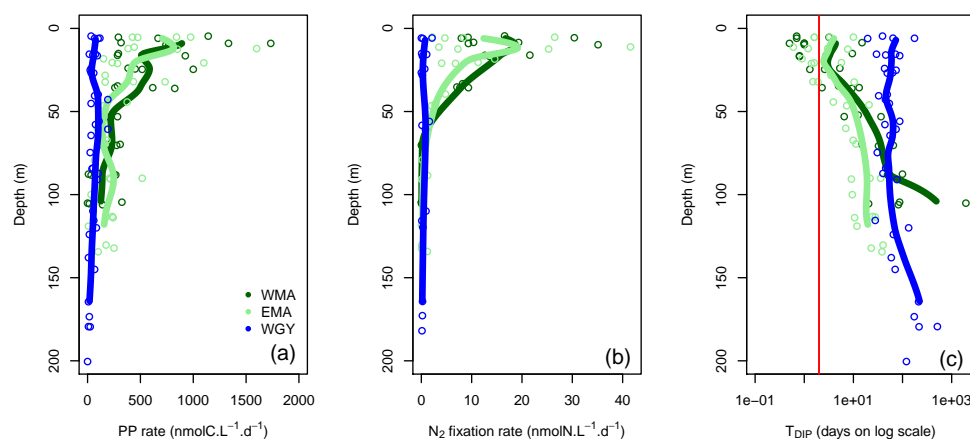 0
50
100
150
200
Depth (m)
0 500 1000 1500 2000
PP rate (nmolC.L⁻¹.d⁻¹)
WMA
EMA
WGY
(a)
0
50
100
150
200
Depth (m)
0 10 20 30 40
N₂ fixation rate (nmolN.L⁻¹.d⁻¹)
(b)
0
50
100
150
200
Depth (m)
1e−01 1e+01 1e+03
T_DIP (days on log scale)
(c)